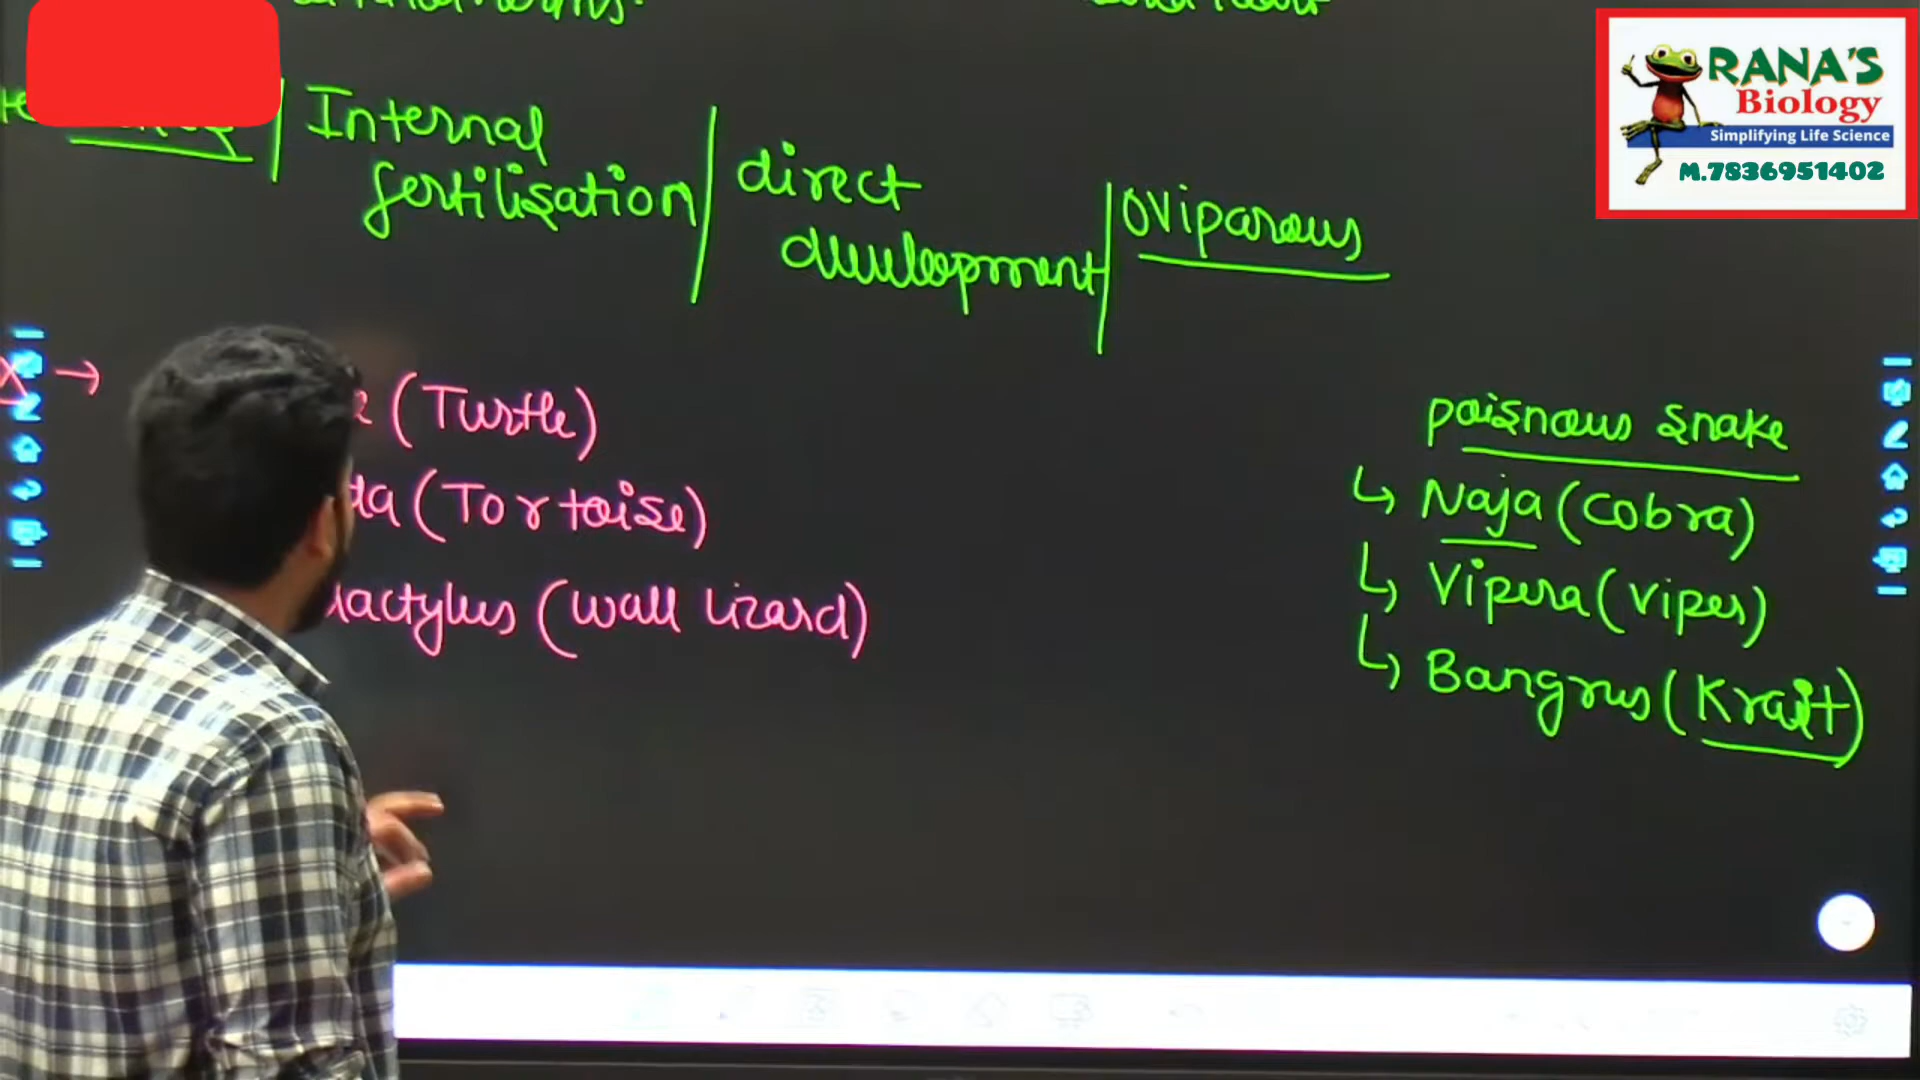 Internal
fertilisation
direct
development
oviparous
(Turtle)
(Tortoise)
dactylus (wall lizard)
poisnous snake
Naja (Cobra)
Vipera (Viper)
Bangrus (Krait)
RANA'S
Biology
Simplifying Life Science
M.7836951402